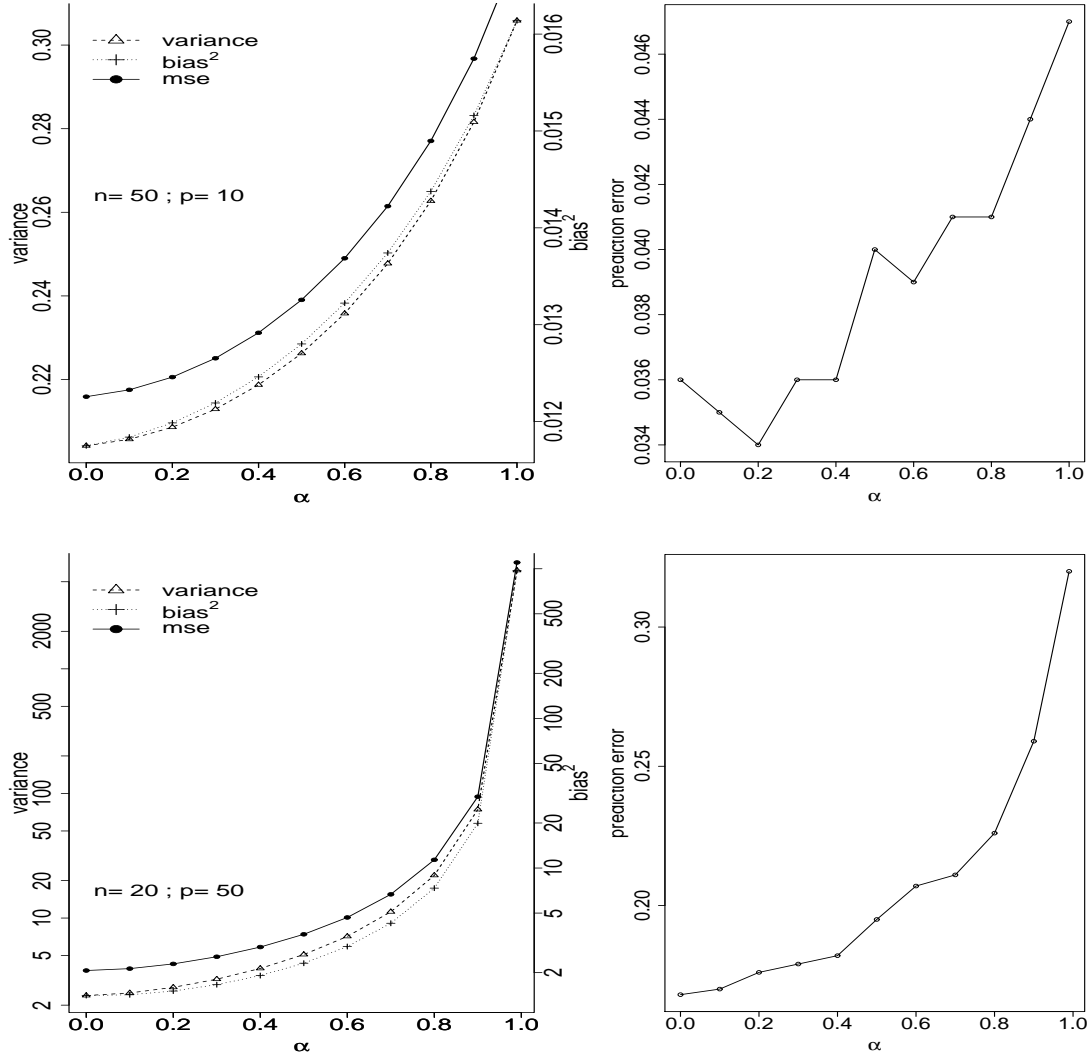 variance
bias²
mse
n= 50 ; p= 10
0.30
0.28
0.26
0.24
0.22
variance
0.016
0.015
0.014
0.013
0.012
bias²
0.0 0.2 0.4 0.6 0.8 1.0
α
0.046
0.044
0.042
0.040
0.038
0.036
0.034
prediction error
0.0 0.2 0.4 0.6 0.8 1.0
α
variance
bias²
mse
n= 20 ; p= 50
2000
500
100
50
20
10
5
2
variance
500
200
100
50
20
10
5
2
bias²
0.0 0.2 0.4 0.6 0.8 1.0
α
0.30
0.25
0.20
prediction error
0.0 0.2 0.4 0.6 0.8 1.0
α